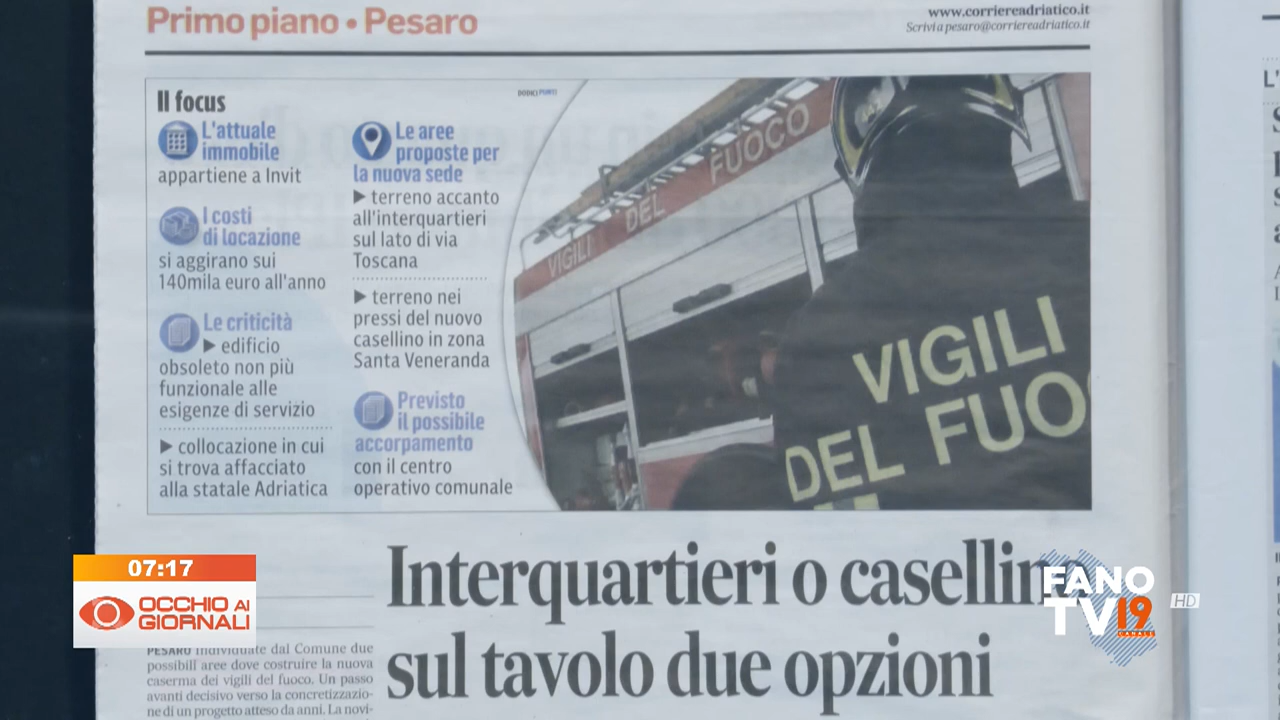 Primo piano • Pesaro
www.corriereadriatico.it
Scrivi a pesaro@corriereadriatico.it
Il focus
L'attuale
immobile
appartiene a Invit
I costi
di locazione
si aggirano sui
140mila euro all'anno
Le criticità
▶ edificio
obsoleto non più
funzionale alle
esigenze di servizio
▶ collocazione in cui
si trova affacciato
alla statale Adriatica
Le aree
proposte per
la nuova sede
▶ terreno accanto
all'interquartieri
sul lato di via
Toscana
▶ terreno nei
pressi del nuovo
casellino in zona
Santa Veneranda
Previsto
il possibile
accorpamento
con il centro
operativo comunale
DODICI PUNTI
VIGILI DEL FUOCO
VIGILI
DEL FUO
Interquartieri o casellino
sul tavolo due opzioni
PESARO Individuate dal Comune due
possibili aree dove costruire la nuova
caserma dei vigili del fuoco. Un passo
avanti decisivo verso la concretizzazio-
ne di un progetto atteso da anni. La novi-
07:17
OCCHIO AI
GIORNALI
FANO
TV19
CANALE
HD
L'